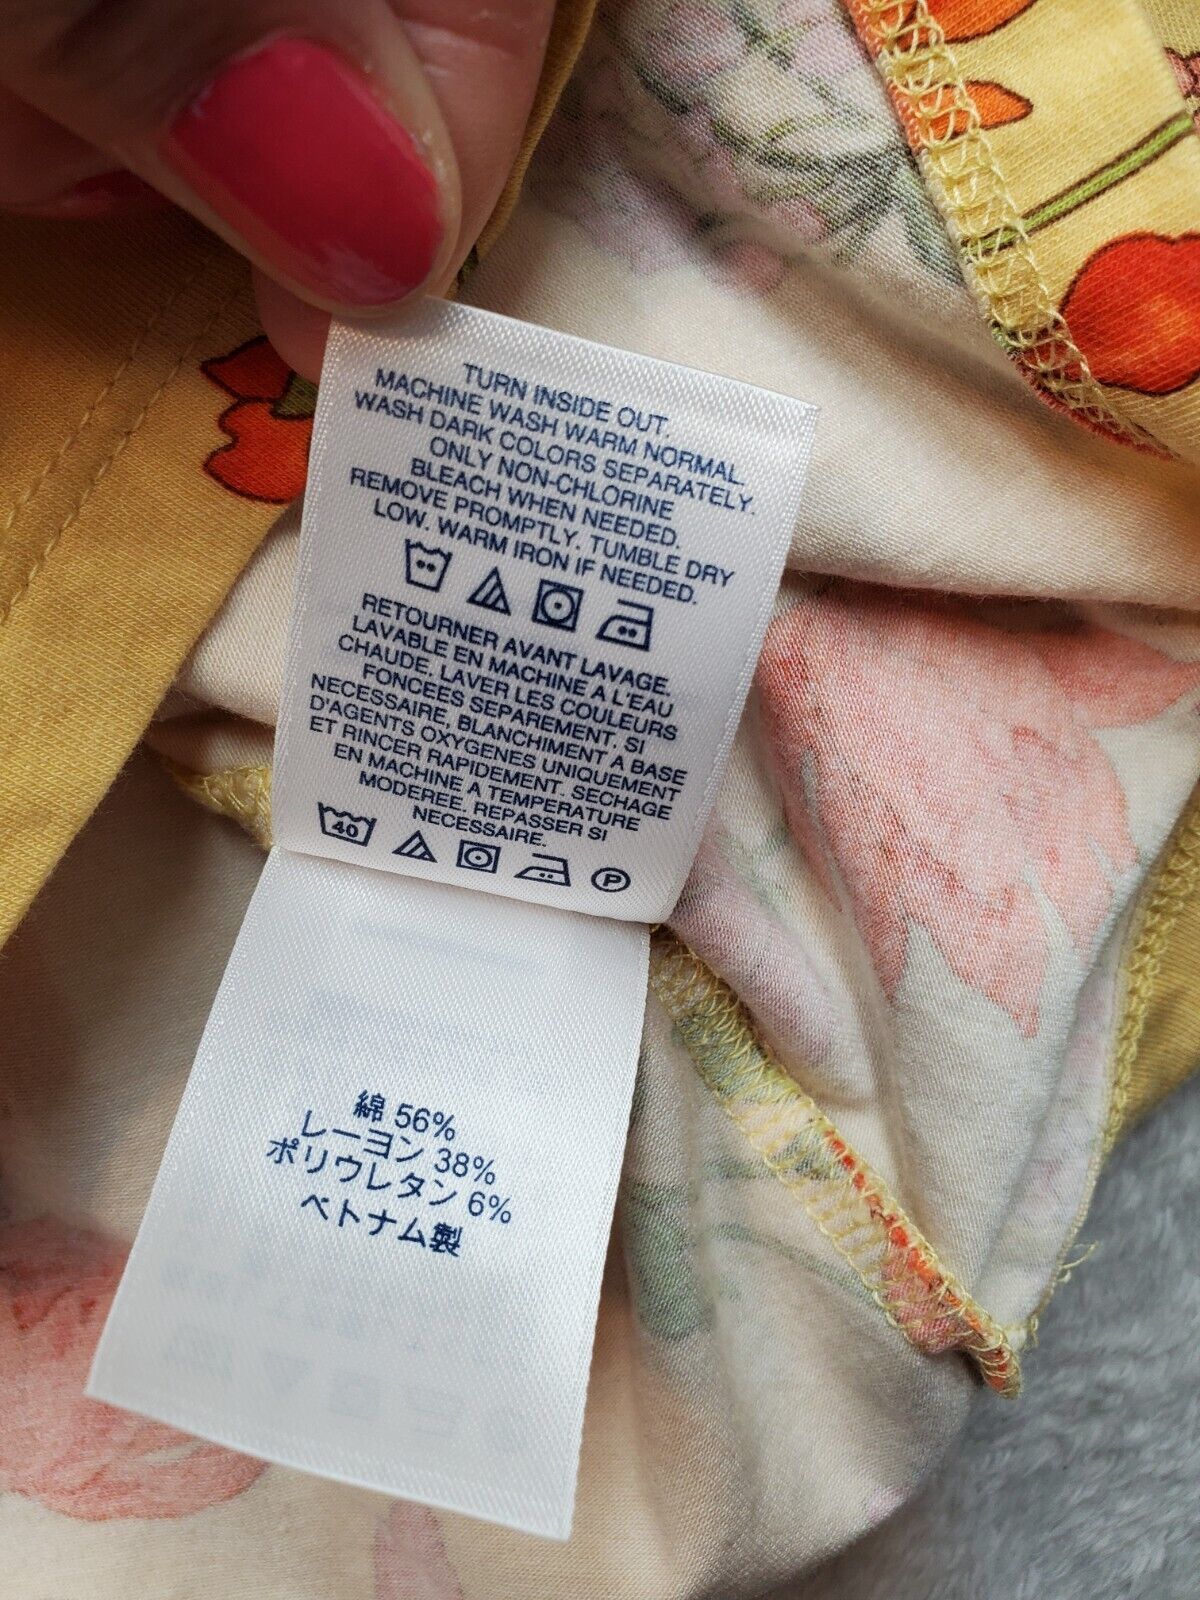 TURN INSIDE OUT.
MACHINE WASH WARM NORMAL.
WASH DARK COLORS SEPARATELY.
ONLY NON-CHLORINE
BLEACH WHEN NEEDED.
REMOVE PROMPTLY. TUMBLE DRY
LOW. WARM IRON IF NEEDED.
RETOURNER AVANT LAVAGE.
LAVABLE EN MACHINE A L'EAU
CHAUDE. LAVER LES COULEURS
FONCEES SEPAREMENT. SI
NECESSAIRE, BLANCHIMENT A BASE
D'AGENTS OXYGENES UNIQUEMENT
ET RINCER RAPIDEMENT. SECHAGE
EN MACHINE A TEMPERATURE
MODEREE. REPASSER SI
NECESSAIRE.
40
P
綿 56%
レーヨン 38%
ポリウレタン 6%
ベトナム製